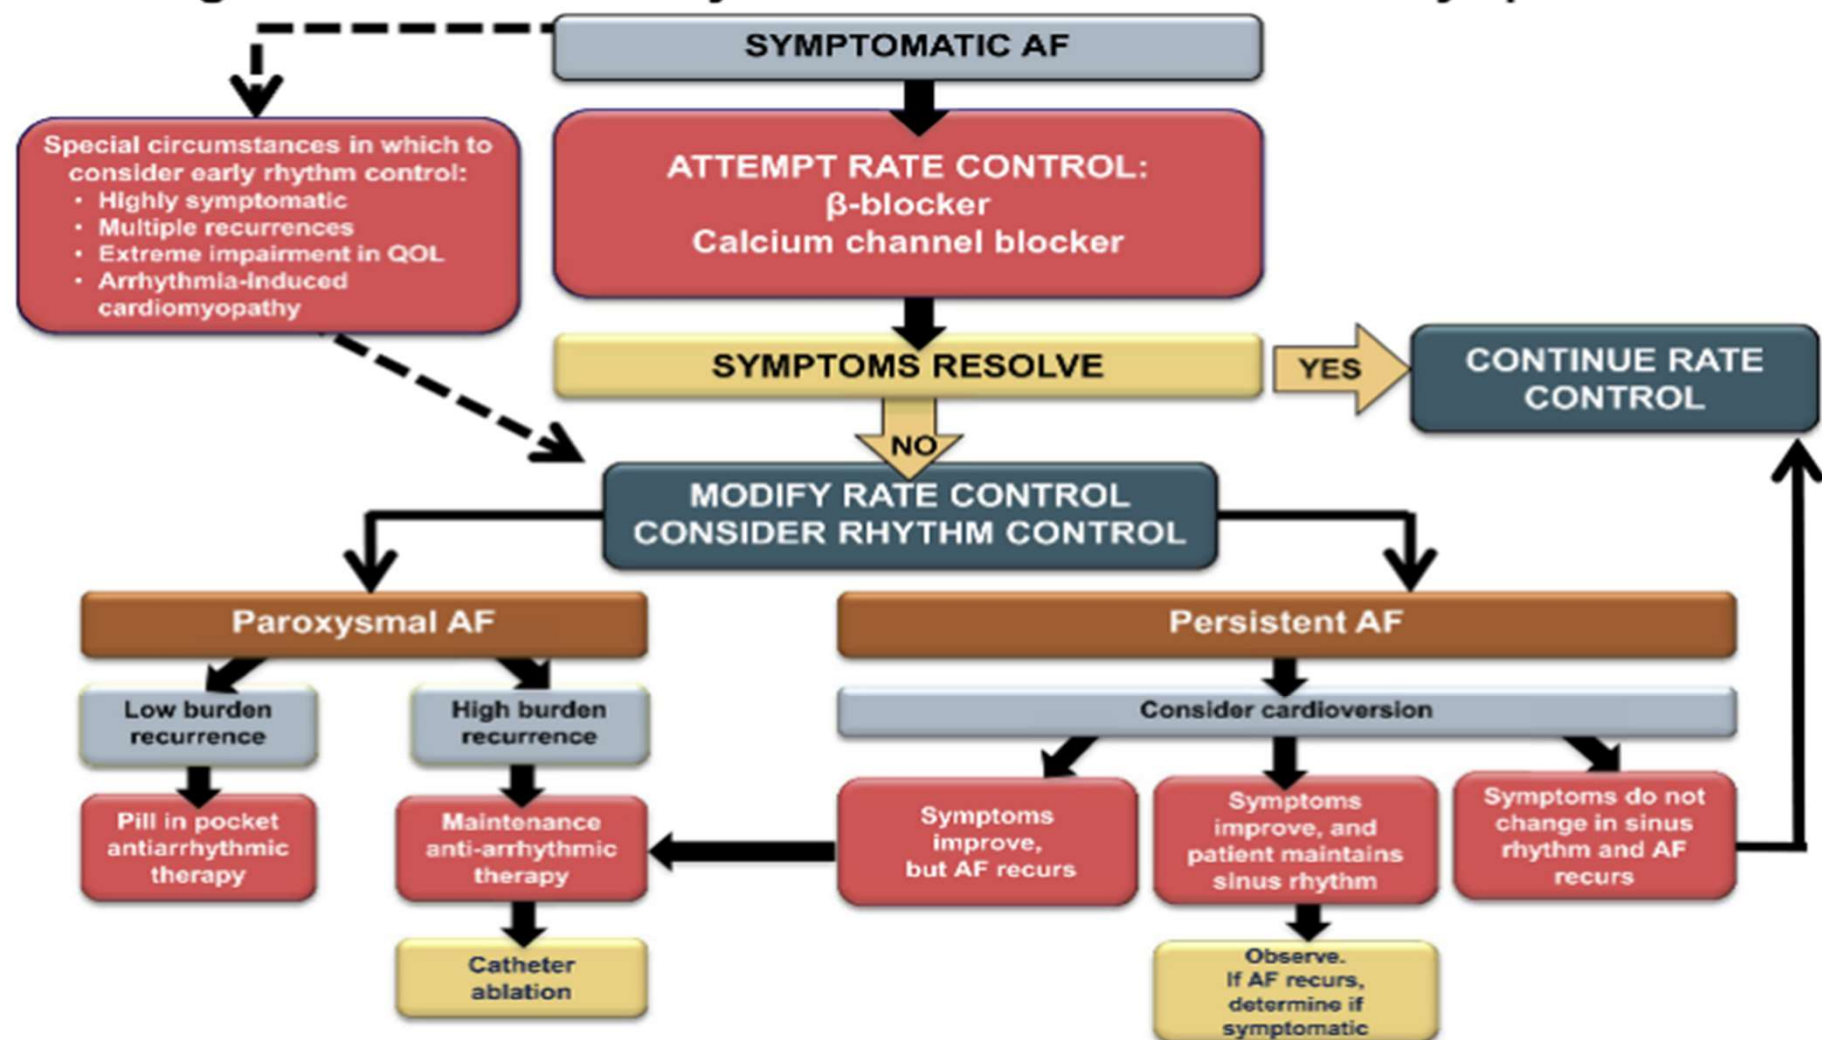 SYMPTOMATIC AF
Special circumstances in which to
consider early rhythm control:
• Highly symptomatic
• Multiple recurrences
• Extreme impairment in QOL
• Arrhythmia-induced
cardiomyopathy
ATTEMPT RATE CONTROL:
β-blocker
Calcium channel blocker
SYMPTOMS RESOLVE
YES
CONTINUE RATE
CONTROL
NO
MODIFY RATE CONTROL
CONSIDER RHYTHM CONTROL
Paroxysmal AF
Persistent AF
Low burden
recurrence
High burden
recurrence
Consider cardioversion
Pill in pocket
antiarrhythmic
therapy
Maintenance
anti-arrhythmic
therapy
Symptoms
improve,
but AF recurs
Symptoms
improve, and
patient maintains
sinus rhythm
Symptoms do not
change in sinus
rhythm and AF
recurs
Catheter
ablation
Observe.
If AF recurs,
determine if
symptomatic